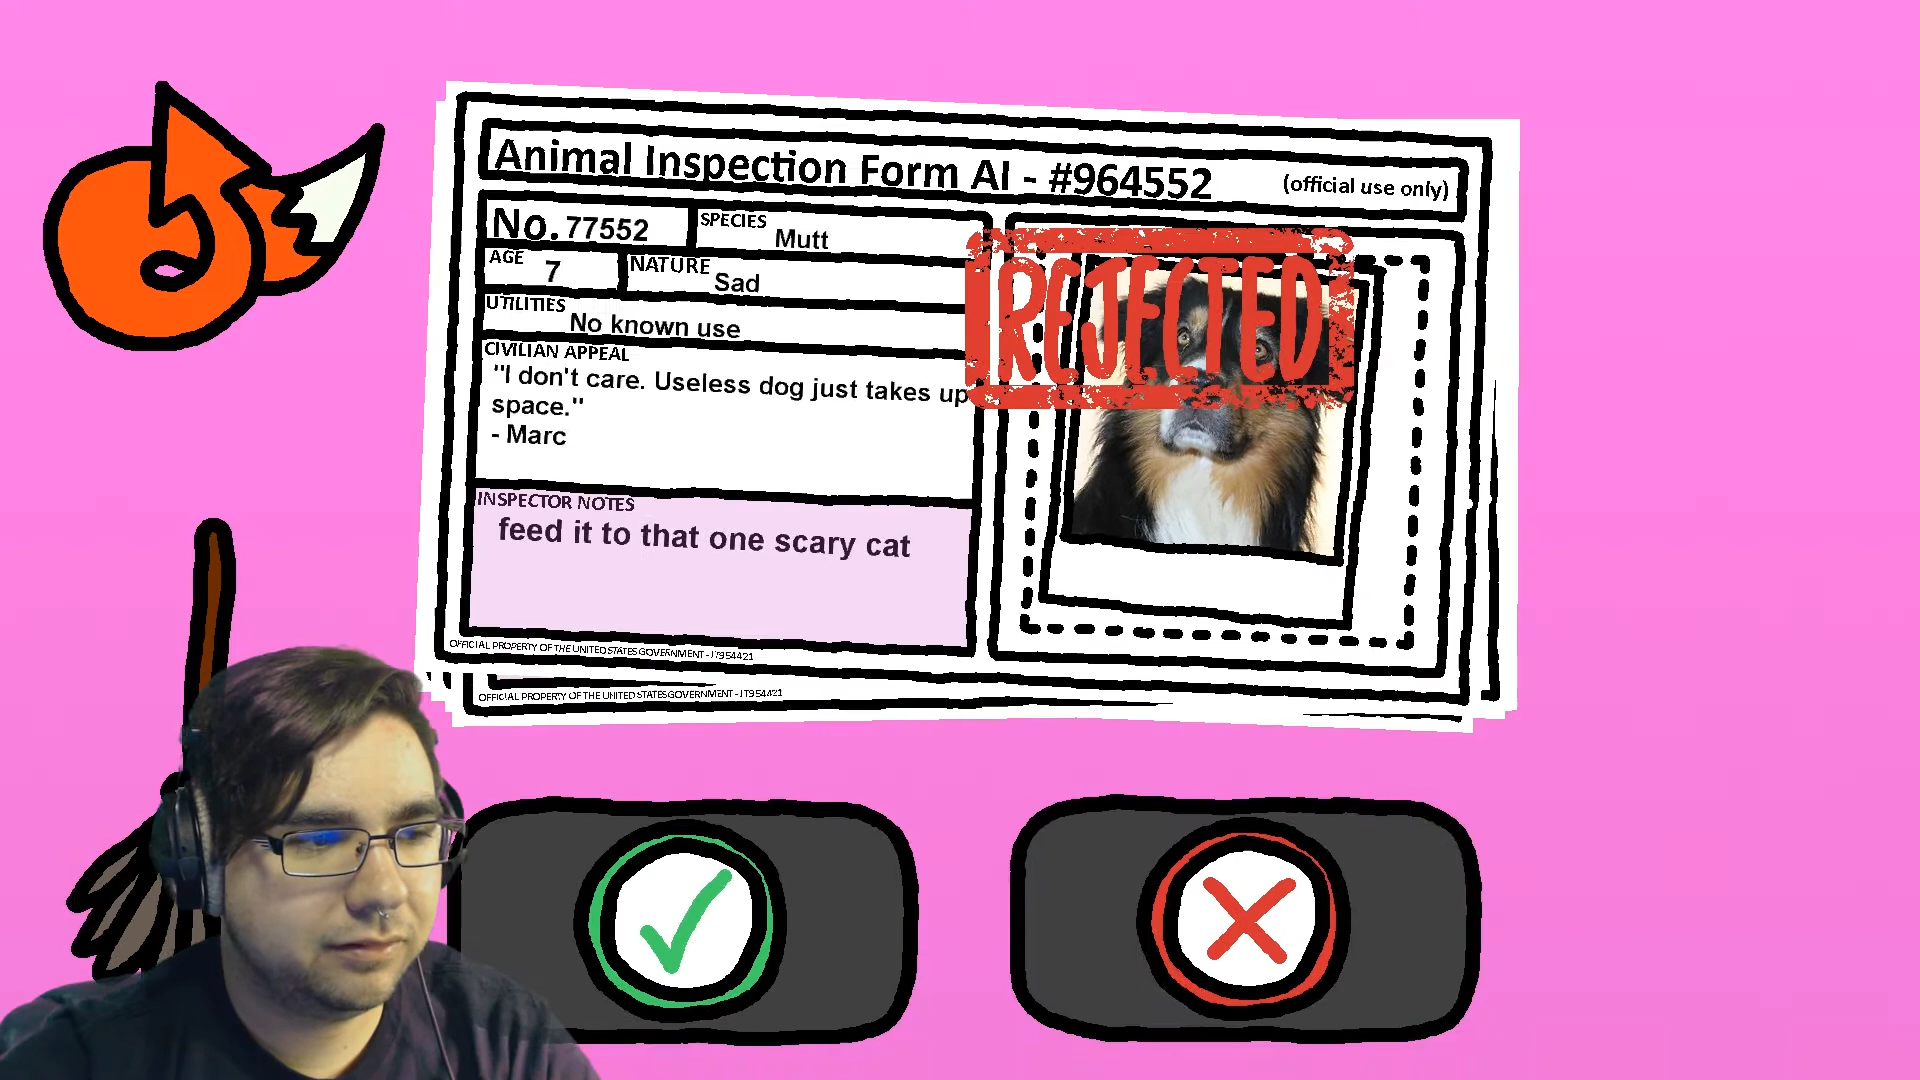 Animal Inspection Form AI - #964552 (official use only)
No. 77552
SPECIES Mutt
AGE 7
NATURE Sad
UTILITIES No known use
CIVILIAN APPEAL
"I don't care. Useless dog just takes up
space."
- Marc
INSPECTOR NOTES
feed it to that one scary cat
REJECTED
OFFICIAL PROPERTY OF THE UNITED STATES GOVERNMENT - JT954421
OFFICIAL PROPERTY OF THE UNITED STATES GOVERNMENT - JT954421